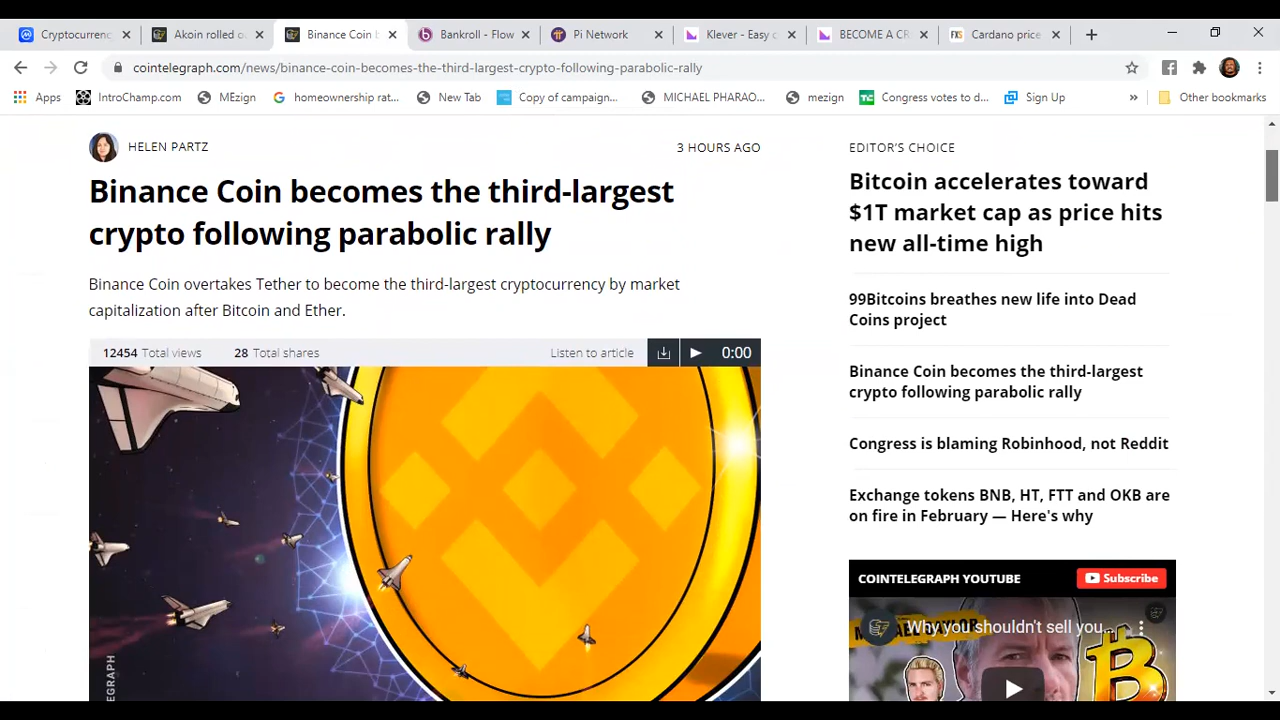 Cryptocurrenc
Akoin rolled o
Binance Coin b
Bankroll - Flow
Pi Network
Klever - Easy c
BECOME A CR
FXS
Cardano price
cointelegraph.com/news/binance-coin-becomes-the-third-largest-crypto-following-parabolic-rally
Apps
IntroChamp.com
MEzign
homeownership rat...
New Tab
Copy of campaign...
MICHAEL PHARAO...
mezign
TC
Congress votes to d...
Sign Up
»
Other bookmarks
HELEN PARTZ
3 HOURS AGO
Binance Coin becomes the third-largest
crypto following parabolic rally
Binance Coin overtakes Tether to become the third-largest cryptocurrency by market
capitalization after Bitcoin and Ether.
12454 Total views
28 Total shares
Listen to article
0:00
EGRAPH
EDITOR'S CHOICE
Bitcoin accelerates toward
$1T market cap as price hits
new all-time high
99Bitcoins breathes new life into Dead
Coins project
Binance Coin becomes the third-largest
crypto following parabolic rally
Congress is blaming Robinhood, not Reddit
Exchange tokens BNB, HT, FTT and OKB are
on fire in February — Here's why
COINTELEGRAPH YOUTUBE
Subscribe
Why you shouldn't sell you...